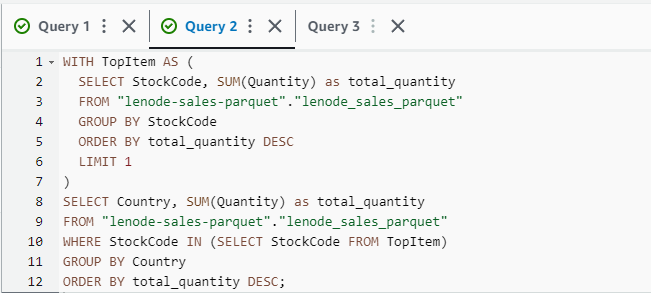 Query 1 Query 2 Query 3
1 WITH TopItem AS (
2 SELECT StockCode, SUM(Quantity) as total_quantity
3 FROM "lenode-sales-parquet"."lenode_sales_parquet"
4 GROUP BY StockCode
5 ORDER BY total_quantity DESC
6 LIMIT 1
7 )
8 SELECT Country, SUM(Quantity) as total_quantity
9 FROM "lenode-sales-parquet"."lenode_sales_parquet"
10 WHERE StockCode IN (SELECT StockCode FROM TopItem)
11 GROUP BY Country
12 ORDER BY total_quantity DESC;